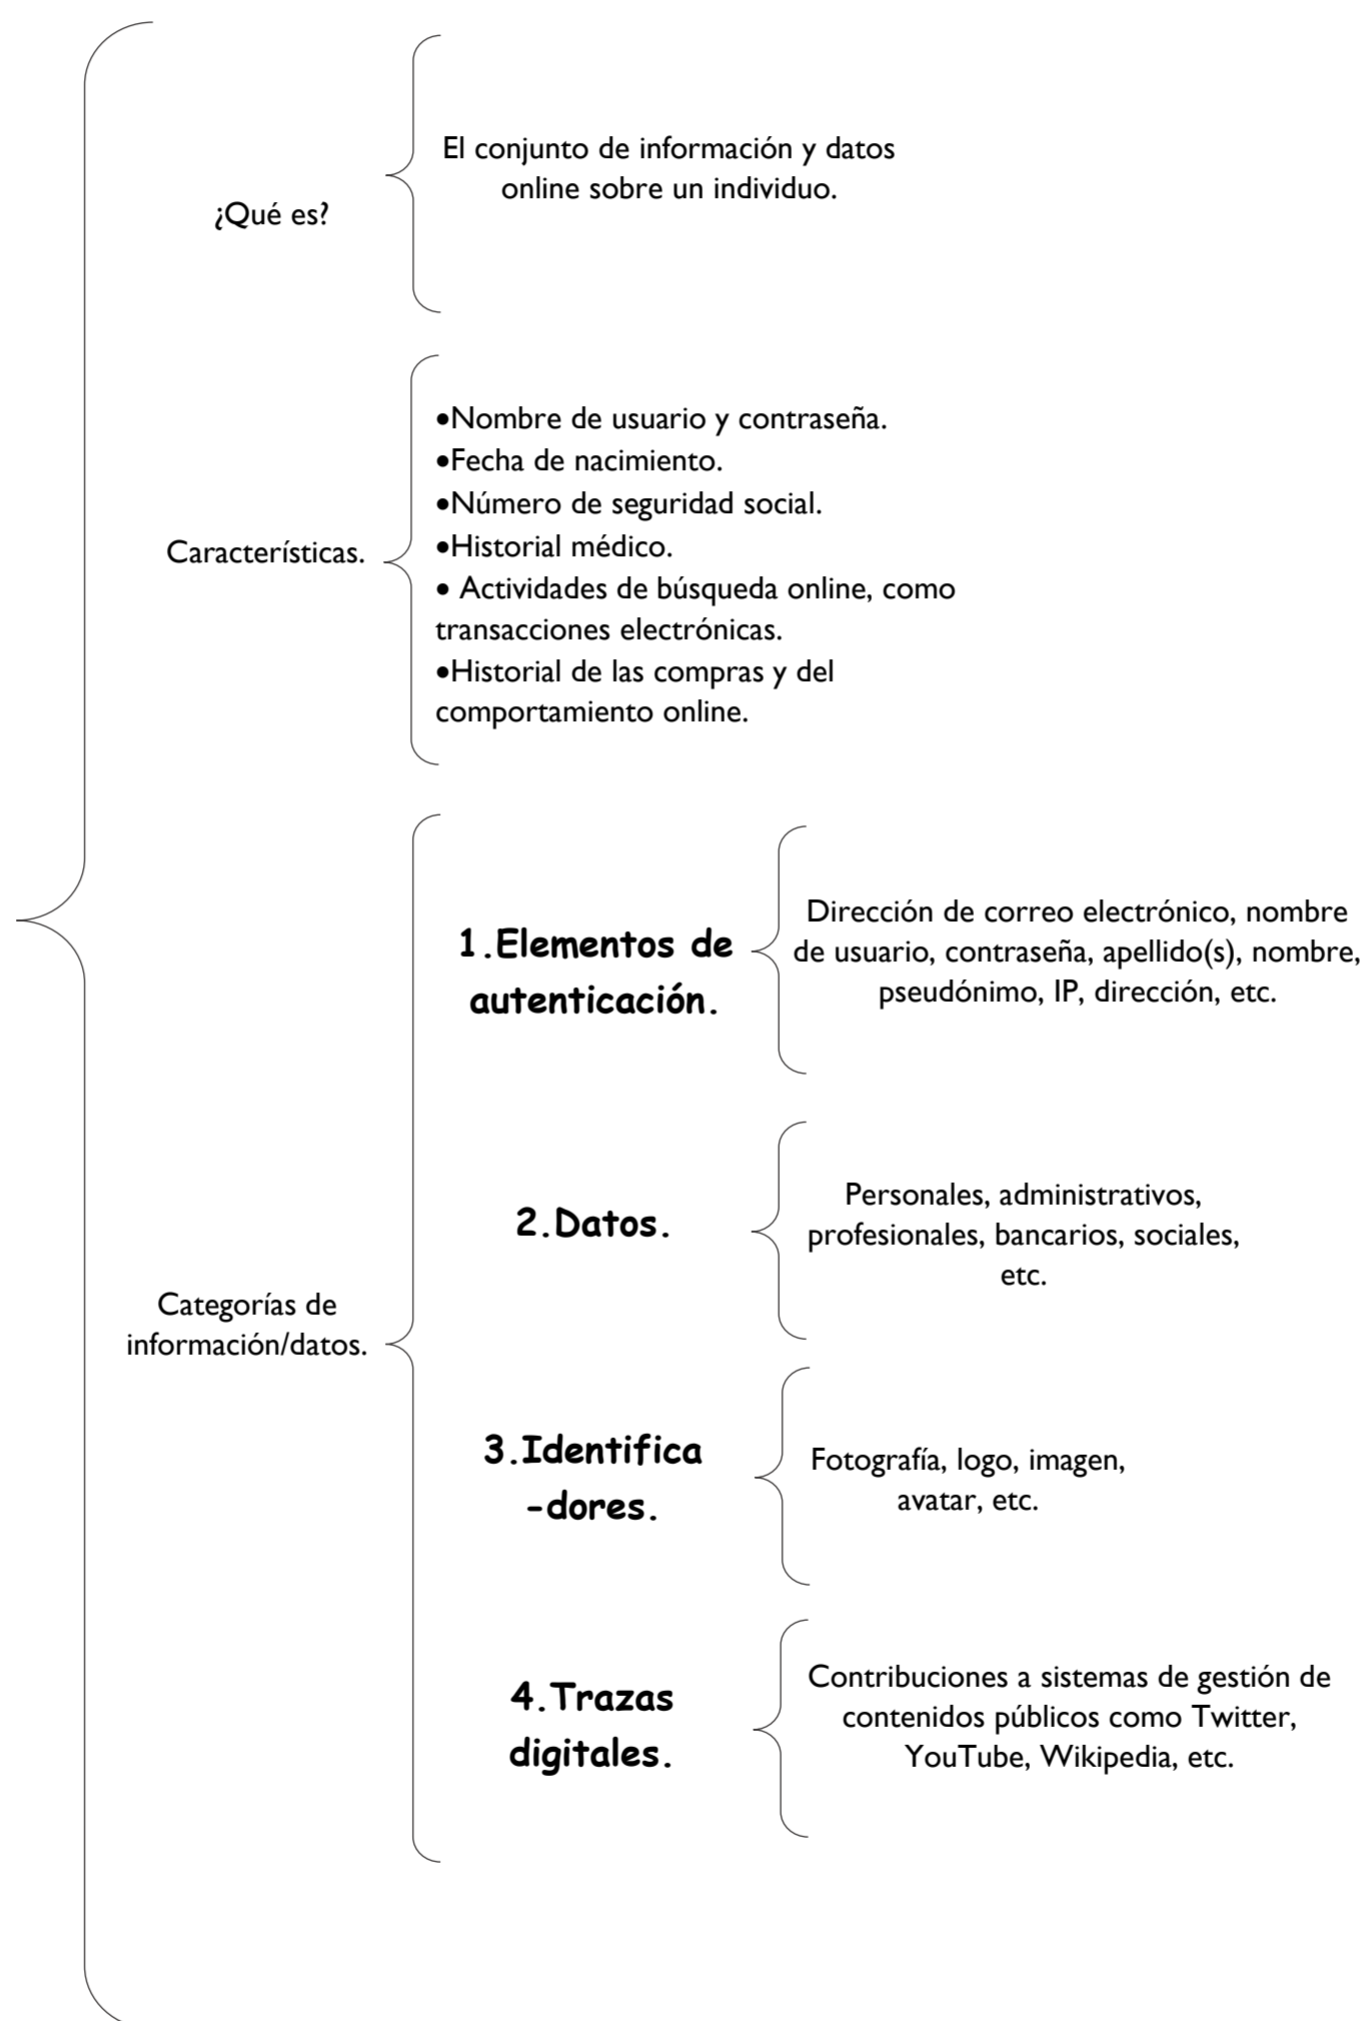 ¿Qué es?
El conjunto de información y datos
online sobre un individuo.
Características.
•Nombre de usuario y contraseña.
•Fecha de nacimiento.
•Número de seguridad social.
•Historial médico.
• Actividades de búsqueda online, como
transacciones electrónicas.
•Historial de las compras y del
comportamiento online.
Categorías de
información/datos.
1.Elementos de
autenticación.
Dirección de correo electrónico, nombre
de usuario, contraseña, apellido(s), nombre,
pseudónimo, IP, dirección, etc.
2.Datos.
Personales, administrativos,
profesionales, bancarios, sociales,
etc.
3.Identifica
-dores.
Fotografía, logo, imagen,
avatar, etc.
4.Trazas
digitales.
Contribuciones a sistemas de gestión de
contenidos públicos como Twitter,
YouTube, Wikipedia, etc.